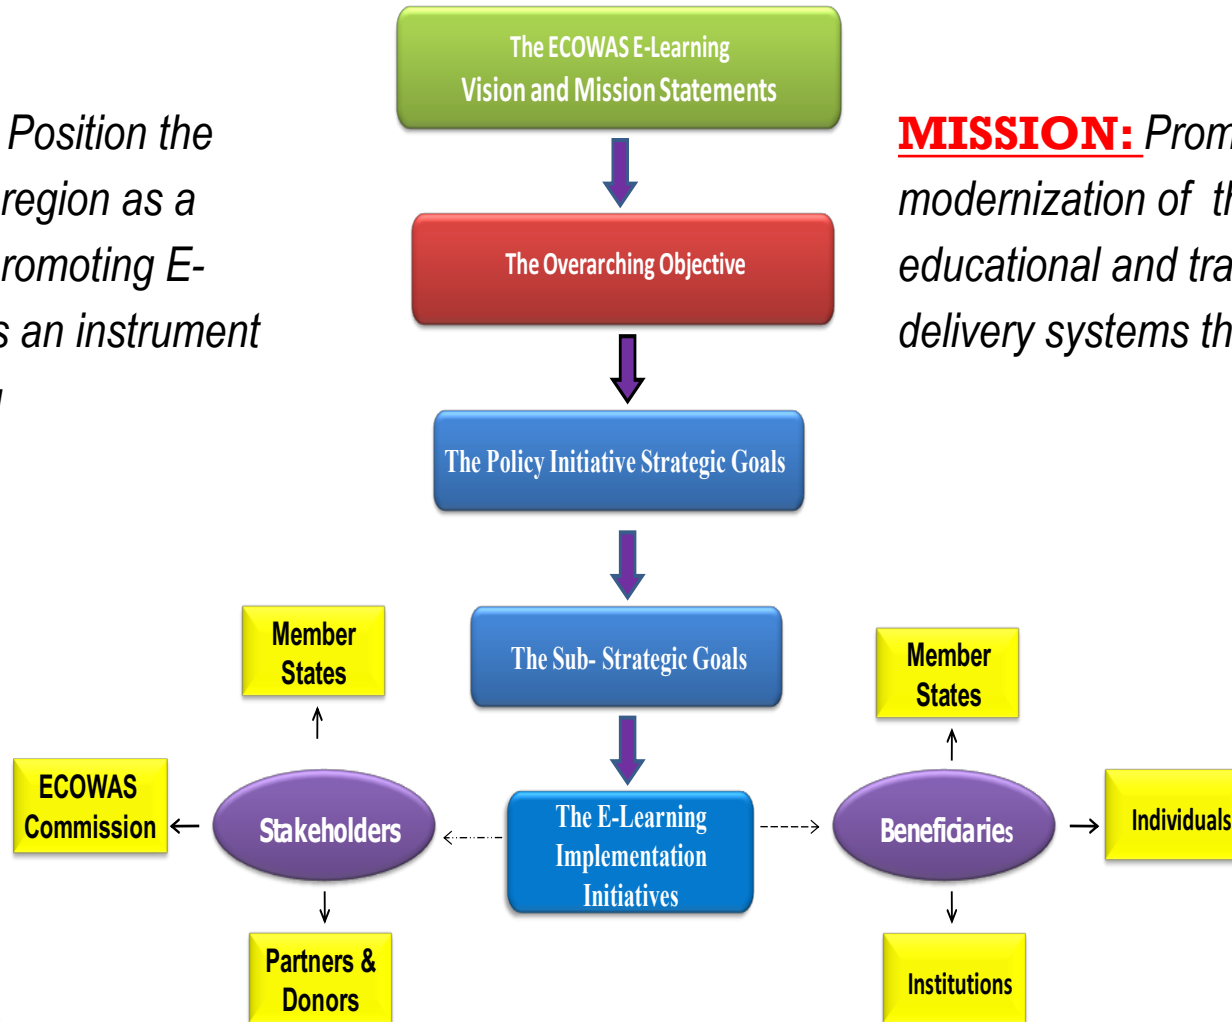 The ECOWAS E-Learning
Vision and Mission Statements
Position the
region as a
romoting E-
s an instrument
MISSION: Prom
modernization of th
educational and tra
delivery systems th
The Overarching Objective
The Policy Initiative Strategic Goals
The Sub- Strategic Goals
The E-Learning
Implementation
Initiatives
Stakeholders
Member
States
ECOWAS
Commission
Partners &
Donors
Beneficiaries
Member
States
Individuals
Institutions